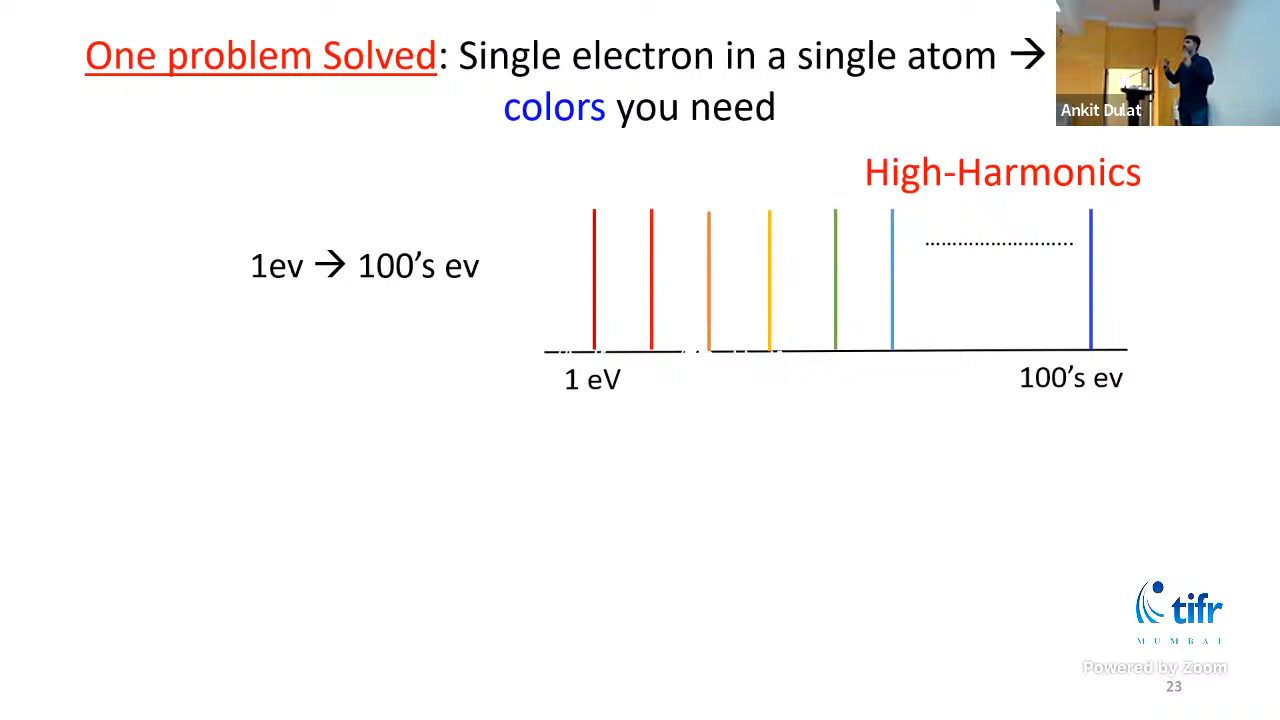 One problem Solved: Single electron in a single atom →
colors you need
Ankit Dulat
High-Harmonics
1ev → 100's ev
............................
1 eV
100's ev
tifr
MUMBAI
Powered by Zoom
23